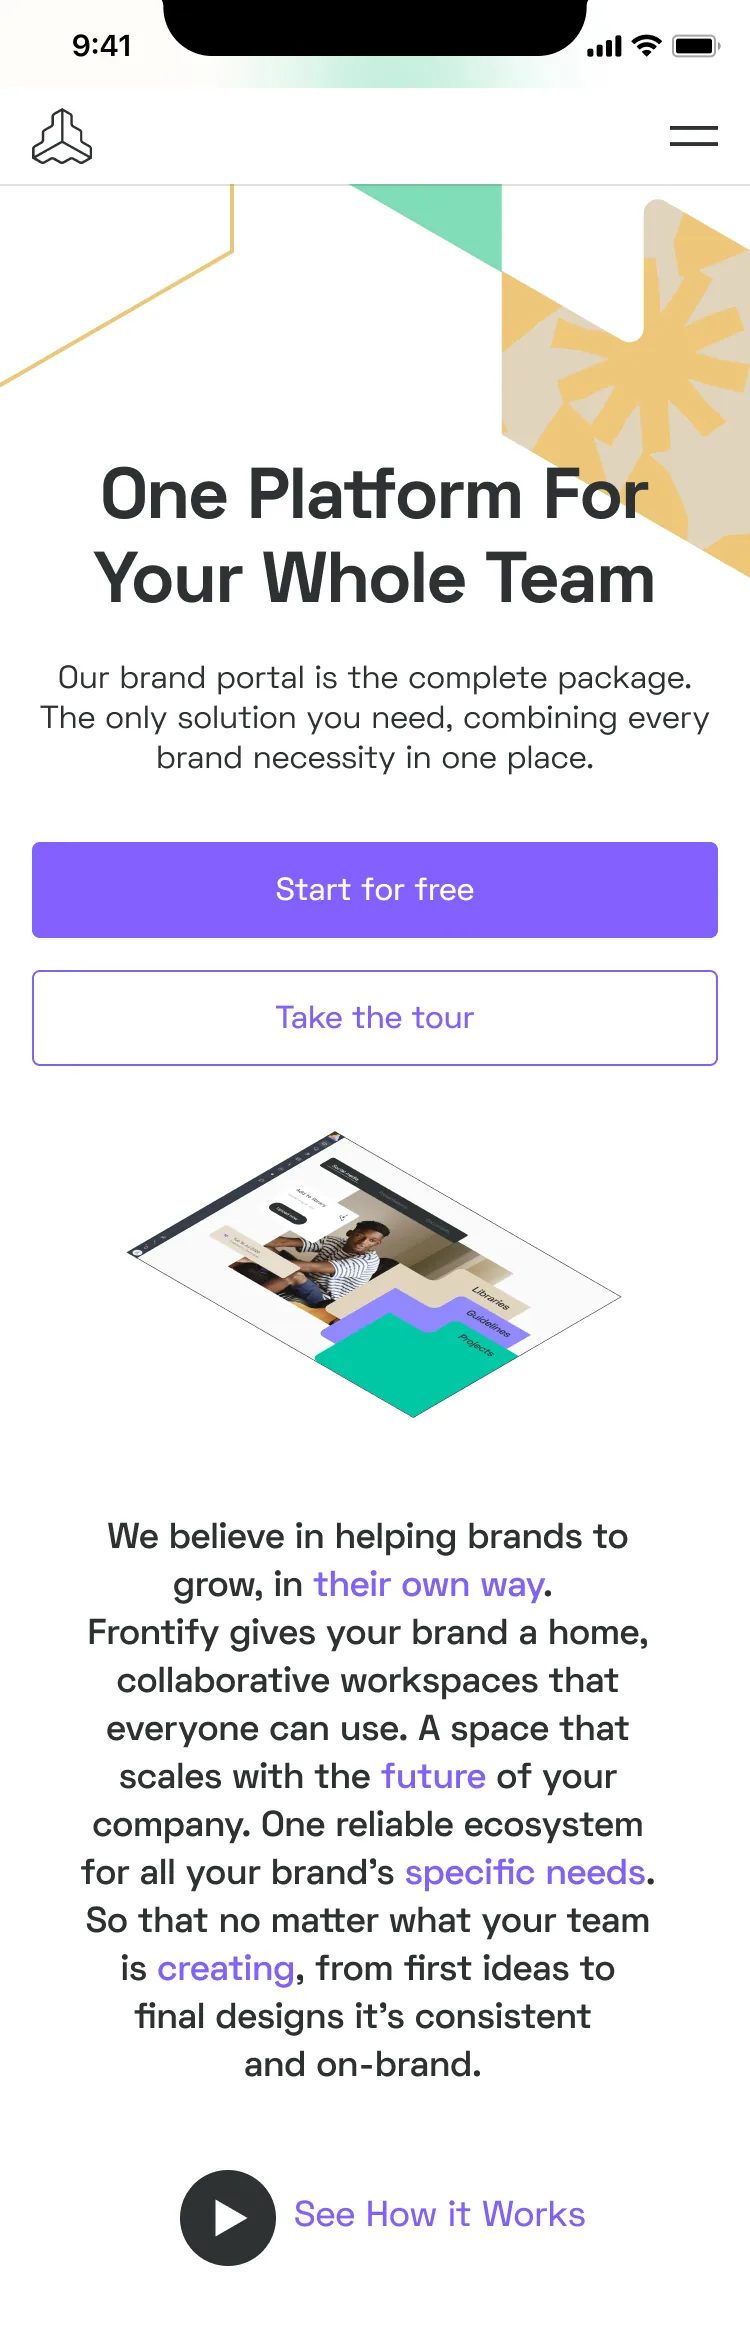 9:41
One Platform For
Your Whole Team
Our brand portal is the complete package.
The only solution you need, combining every
brand necessity in one place.
Start for free
Take the tour
Social media
Add to library
Libraries
Guidelines
Projects
We believe in helping brands to
grow, in their own way.
Frontify gives your brand a home,
collaborative workspaces that
everyone can use. A space that
scales with the future of your
company. One reliable ecosystem
for all your brand’s specific needs.
So that no matter what your team
is creating, from first ideas to
final designs it’s consistent
and on-brand.
See How it Works